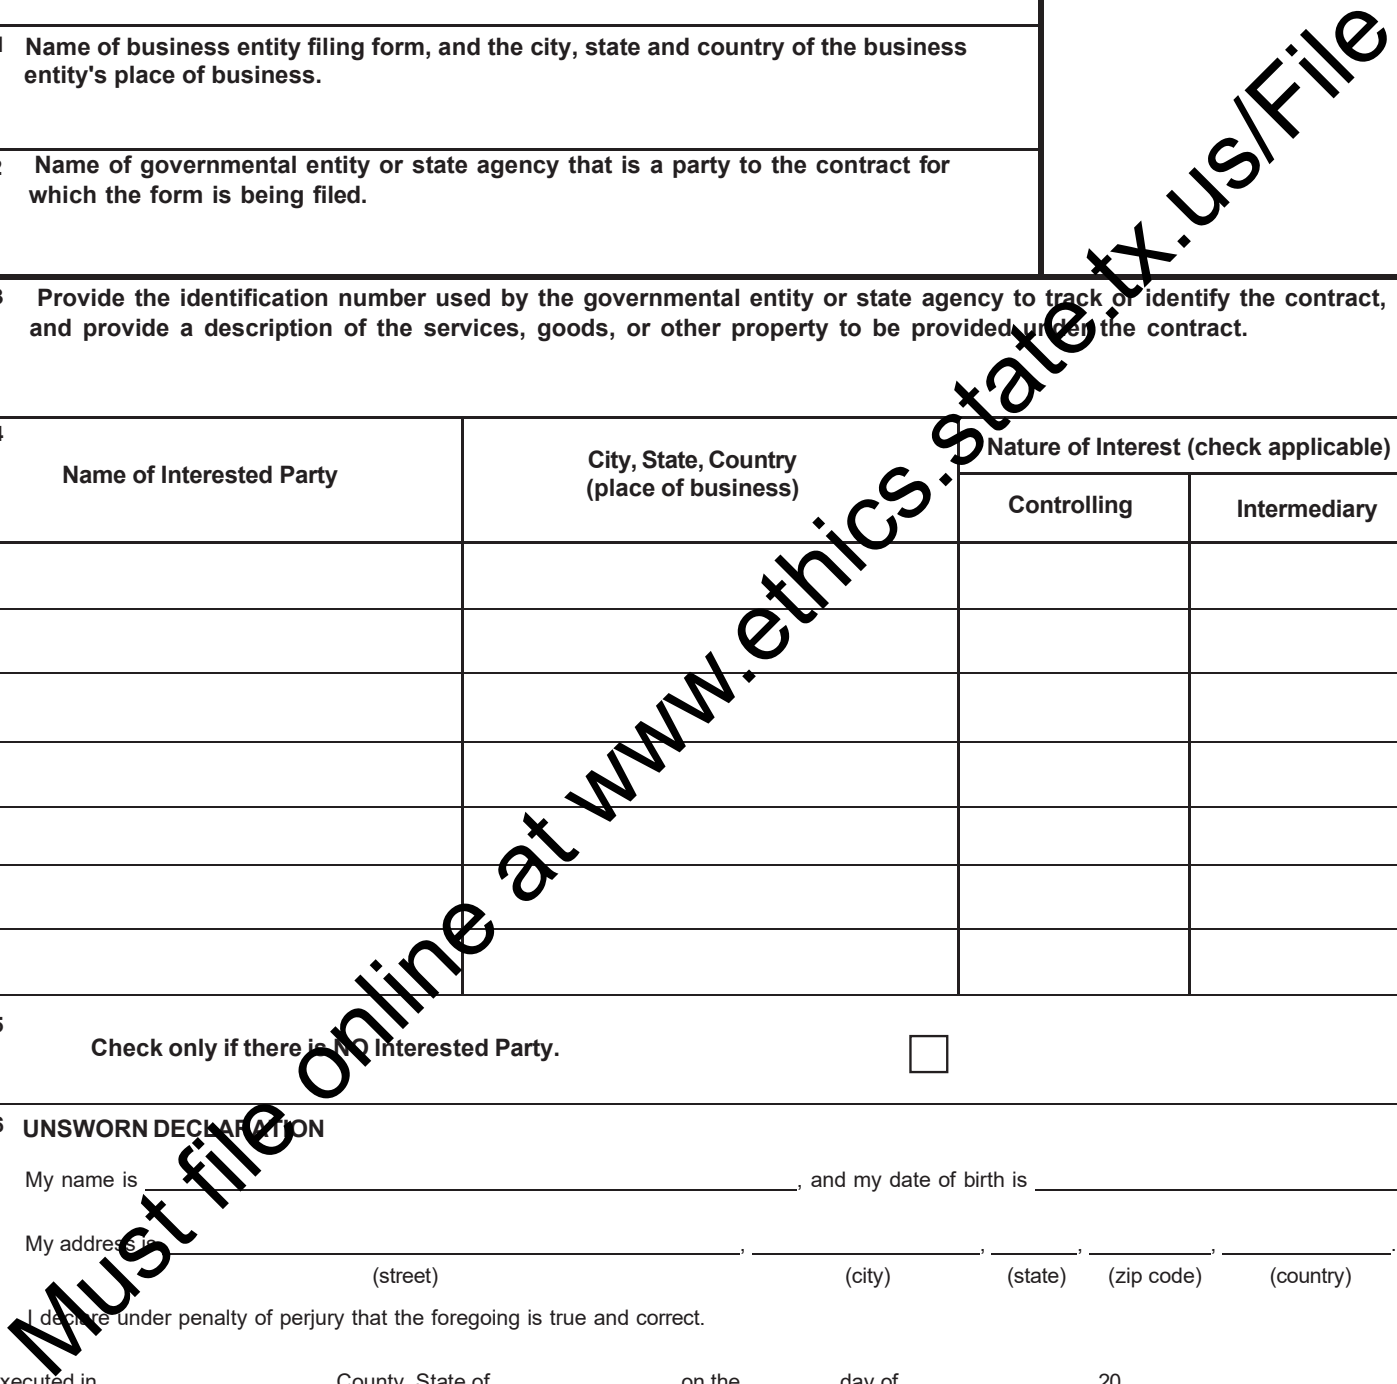 Name of business entity filing form, and the city, state and country of the business
entity's place of business.
Name of governmental entity or state agency that is a party to the contract for
which the form is being filed.
Provide the identification number used by the governmental entity or state agency to track or identify the contract,
and provide a description of the services, goods, or other property to be provided under the contract.
4
Name of Interested Party
City, State, Country
(place of business)
Nature of Interest (check applicable)
Controlling
Intermediary
5
Check only if there is NO Interested Party.
6 UNSWORN DECLARATION
My name is , and my date of birth is
My address is , , , , .
(street) (city) (state) (zip code) (country)
I declare under penalty of perjury that the foregoing is true and correct.
xecuted in County, State of on the day of 20
Must file online at www.ethics.state.tx.us/File